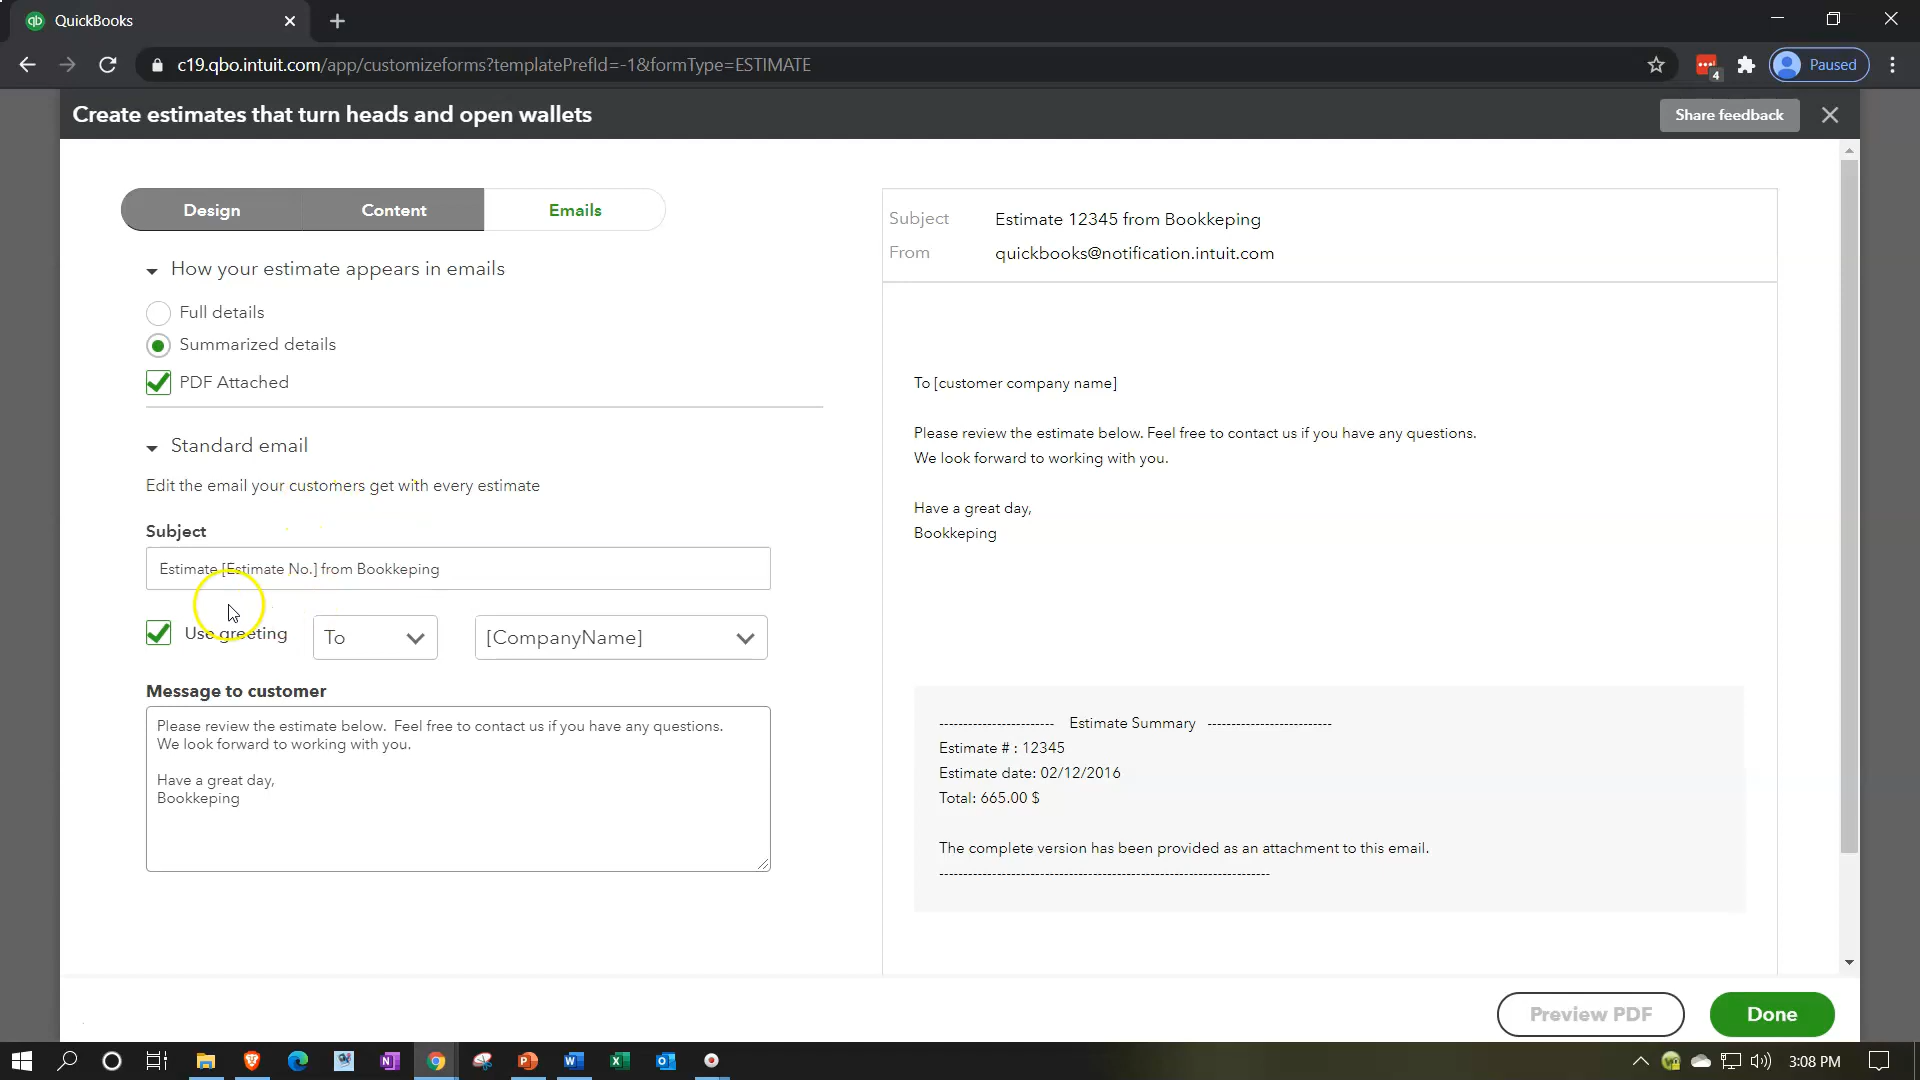 qb QuickBooks
c19.qbo.intuit.com/app/customizeforms?templatePrefId=-1&formType=ESTIMATE
4
Paused
Create estimates that turn heads and open wallets
Share feedback
Design
Content
Emails
How your estimate appears in emails
Full details
Summarized details
PDF Attached
Standard email
Edit the email your customers get with every estimate
Subject
Estimate [Estimate No.] from Bookkeping
Use greeting
To
[CompanyName]
Message to customer
Please review the estimate below.  Feel free to contact us if you have any questions.
We look forward to working with you.
Have a great day,
Bookkeping
Subject
Estimate 12345 from Bookkeping
From
quickbooks@notification.intuit.com
To [customer company name]
Please review the estimate below. Feel free to contact us if you have any questions.
We look forward to working with you.
Have a great day,
Bookkeping
------------------------ Estimate Summary --------------------------
Estimate # : 12345
Estimate date: 02/12/2016
Total: 665.00 $
The complete version has been provided as an attachment to this email.
---------------------------------------------------------------------
Preview PDF
Done
3:08 PM